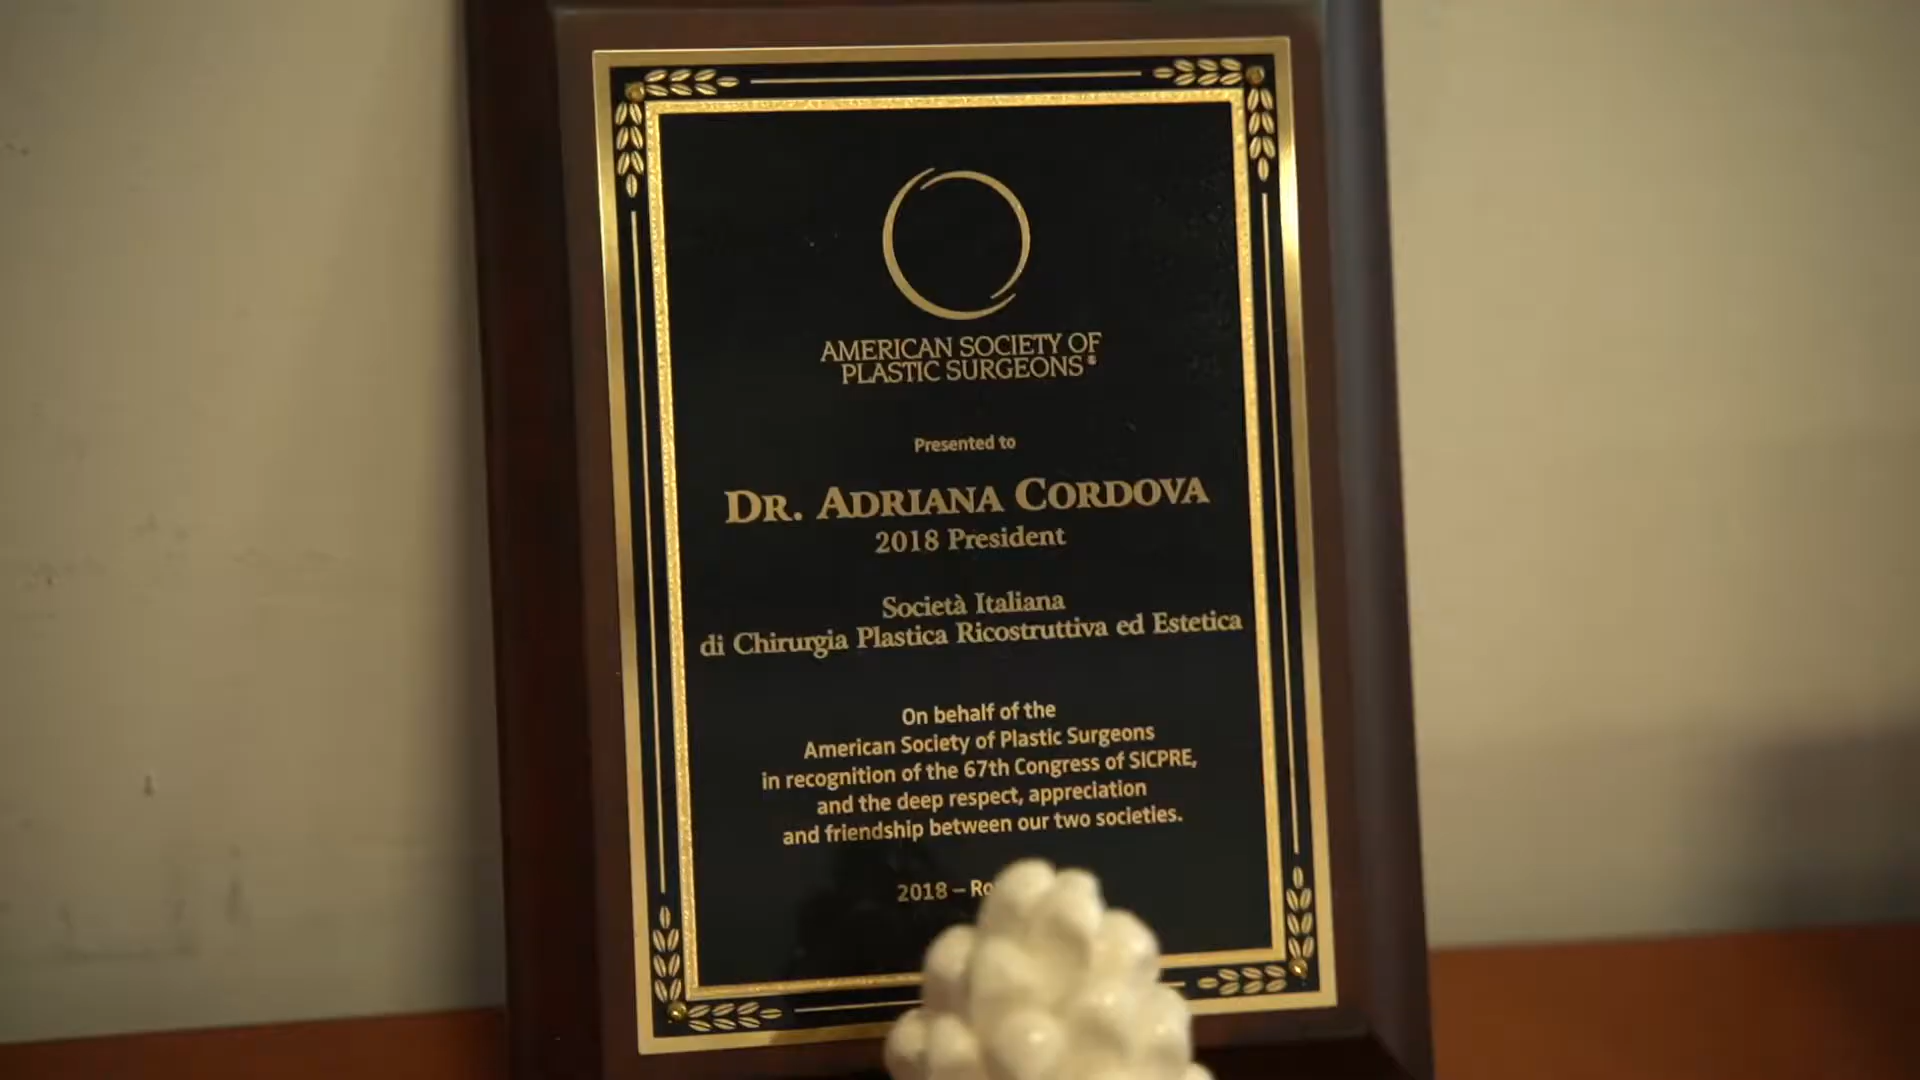 AMERICAN SOCIETY OF
PLASTIC SURGEONS®
Presented to
DR. ADRIANA CORDOVA
2018 President
Società Italiana
di Chirurgia Plastica Ricostruttiva ed Estetica
On behalf of the
American Society of Plastic Surgeons
in recognition of the 67th Congress of SICPRE,
and the deep respect, appreciation
and friendship between our two societies.
2018 –